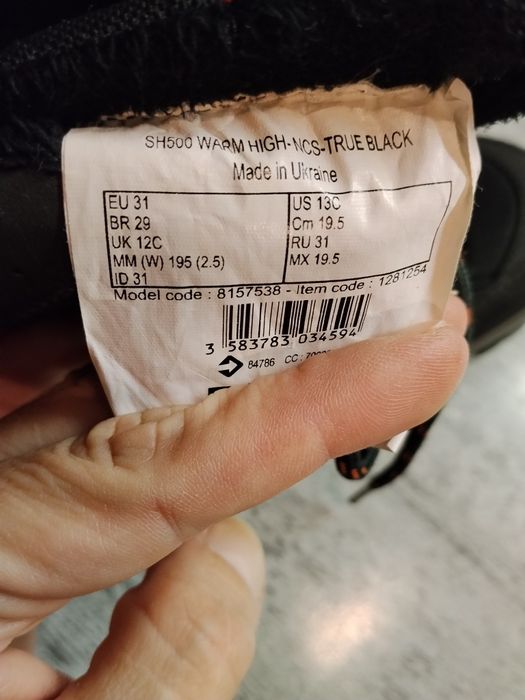 SH500 WARM HIGH-NCS-TRUE BLACK
Made in Ukraine
EU 31 US 13C
BR 29 Cm 19.5
UK 12C RU 31
MM (W) 195 (2.5) MX 19.5
ID 31
Model code : 8157538 - Item code : 1281254
3 583783 034594
84786 CC :